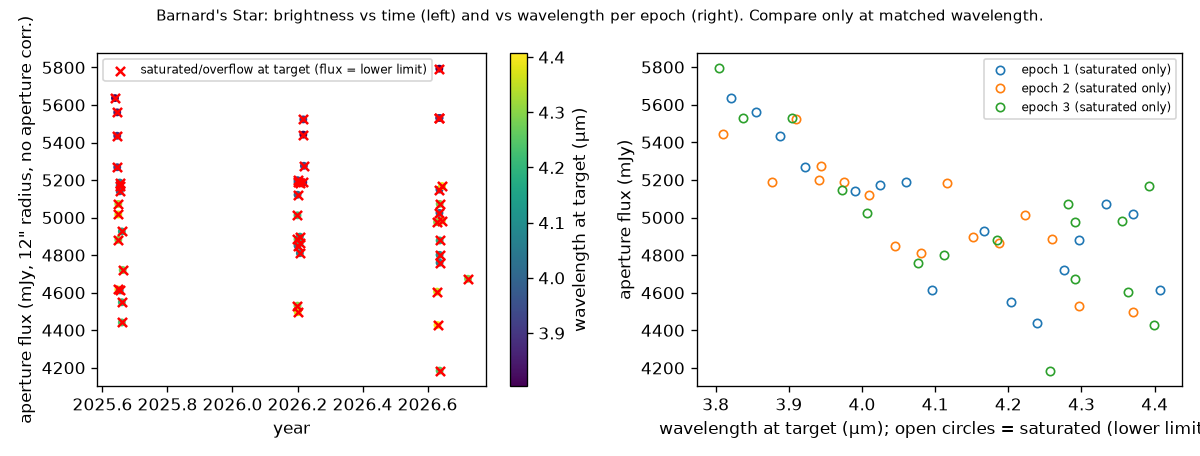 Barnard's Star: brightness vs time (left) and vs wavelength per epoch (right). Compare only at matched wavelength.
aperture flux (mJy, 12" radius, no aperture corr.)
5800
5600
5400
5200
5000
4800
4600
4400
4200
saturated/overflow at target (flux = lower limit)
2025.6 2025.8 2026.0 2026.2 2026.4 2026.6
year
4.4
4.3
4.2
4.1
4.0
3.9
wavelength at target (μm)
aperture flux (mJy)
5800
5600
5400
5200
5000
4800
4600
4400
4200
epoch 1 (saturated only)
epoch 2 (saturated only)
epoch 3 (saturated only)
3.8 3.9 4.0 4.1 4.2 4.3 4.4
wavelength at target (μm); open circles = saturated (lower limit